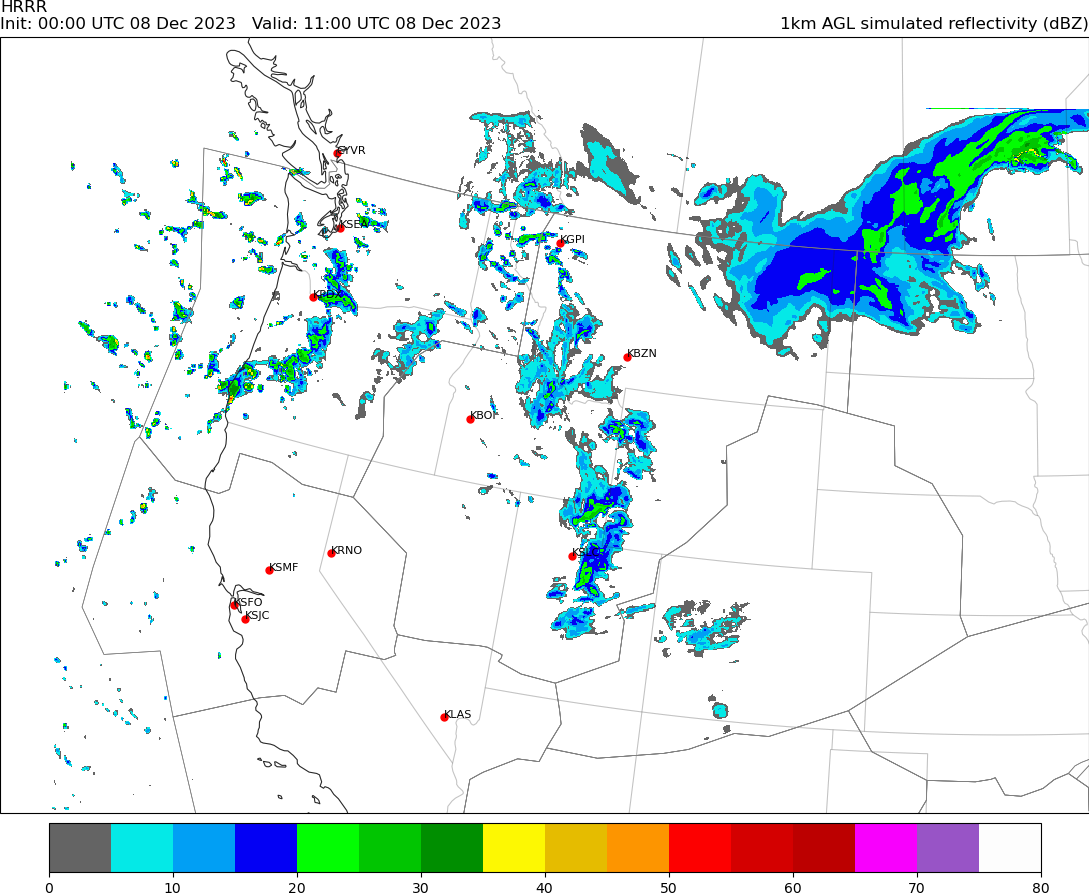 HRRR
Init: 00:00 UTC 08 Dec 2023   Valid: 11:00 UTC 08 Dec 2023
1km AGL simulated reflectivity (dBZ)
CYVR
KSEA
KGPI
KBZN
KBOI
KRNO
KSMF
KSFO
KSJC
KLAS
0 10 20 30 40 50 60 70 80